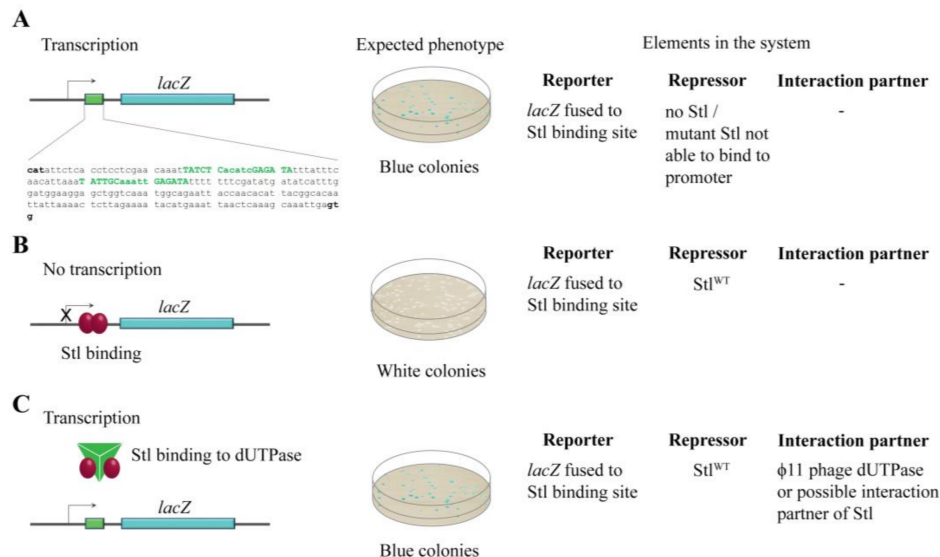 A
Transcription
lacZ
catattctca cctcctcgaa caaatTATCT CacatcGAGA TAtttatttc
aacattaaaT ATTGCaaatt GAGATAtttt tttcgatatg atatcatttg
gatggaagga gctggtcaaa tggcagaatt accaacacat tacggcacaa
ttattaaaac tcttagaaaa tacatgaaat taactcaaag caaattgagt
g
Expected phenotype
Blue colonies
Elements in the system
Reporter Repressor Interaction partner
lacZ fused to no Stl / -
Stl binding site mutant Stl not
able to bind to
promoter
B
No transcription
X
lacZ
Stl binding
White colonies
Reporter Repressor Interaction partner
lacZ fused to Stl^WT -
Stl binding site
C
Transcription
Stl binding to dUTPase
lacZ
Blue colonies
Reporter Repressor Interaction partner
lacZ fused to Stl^WT ϕ11 phage dUTPase
Stl binding site or possible interaction
partner of Stl